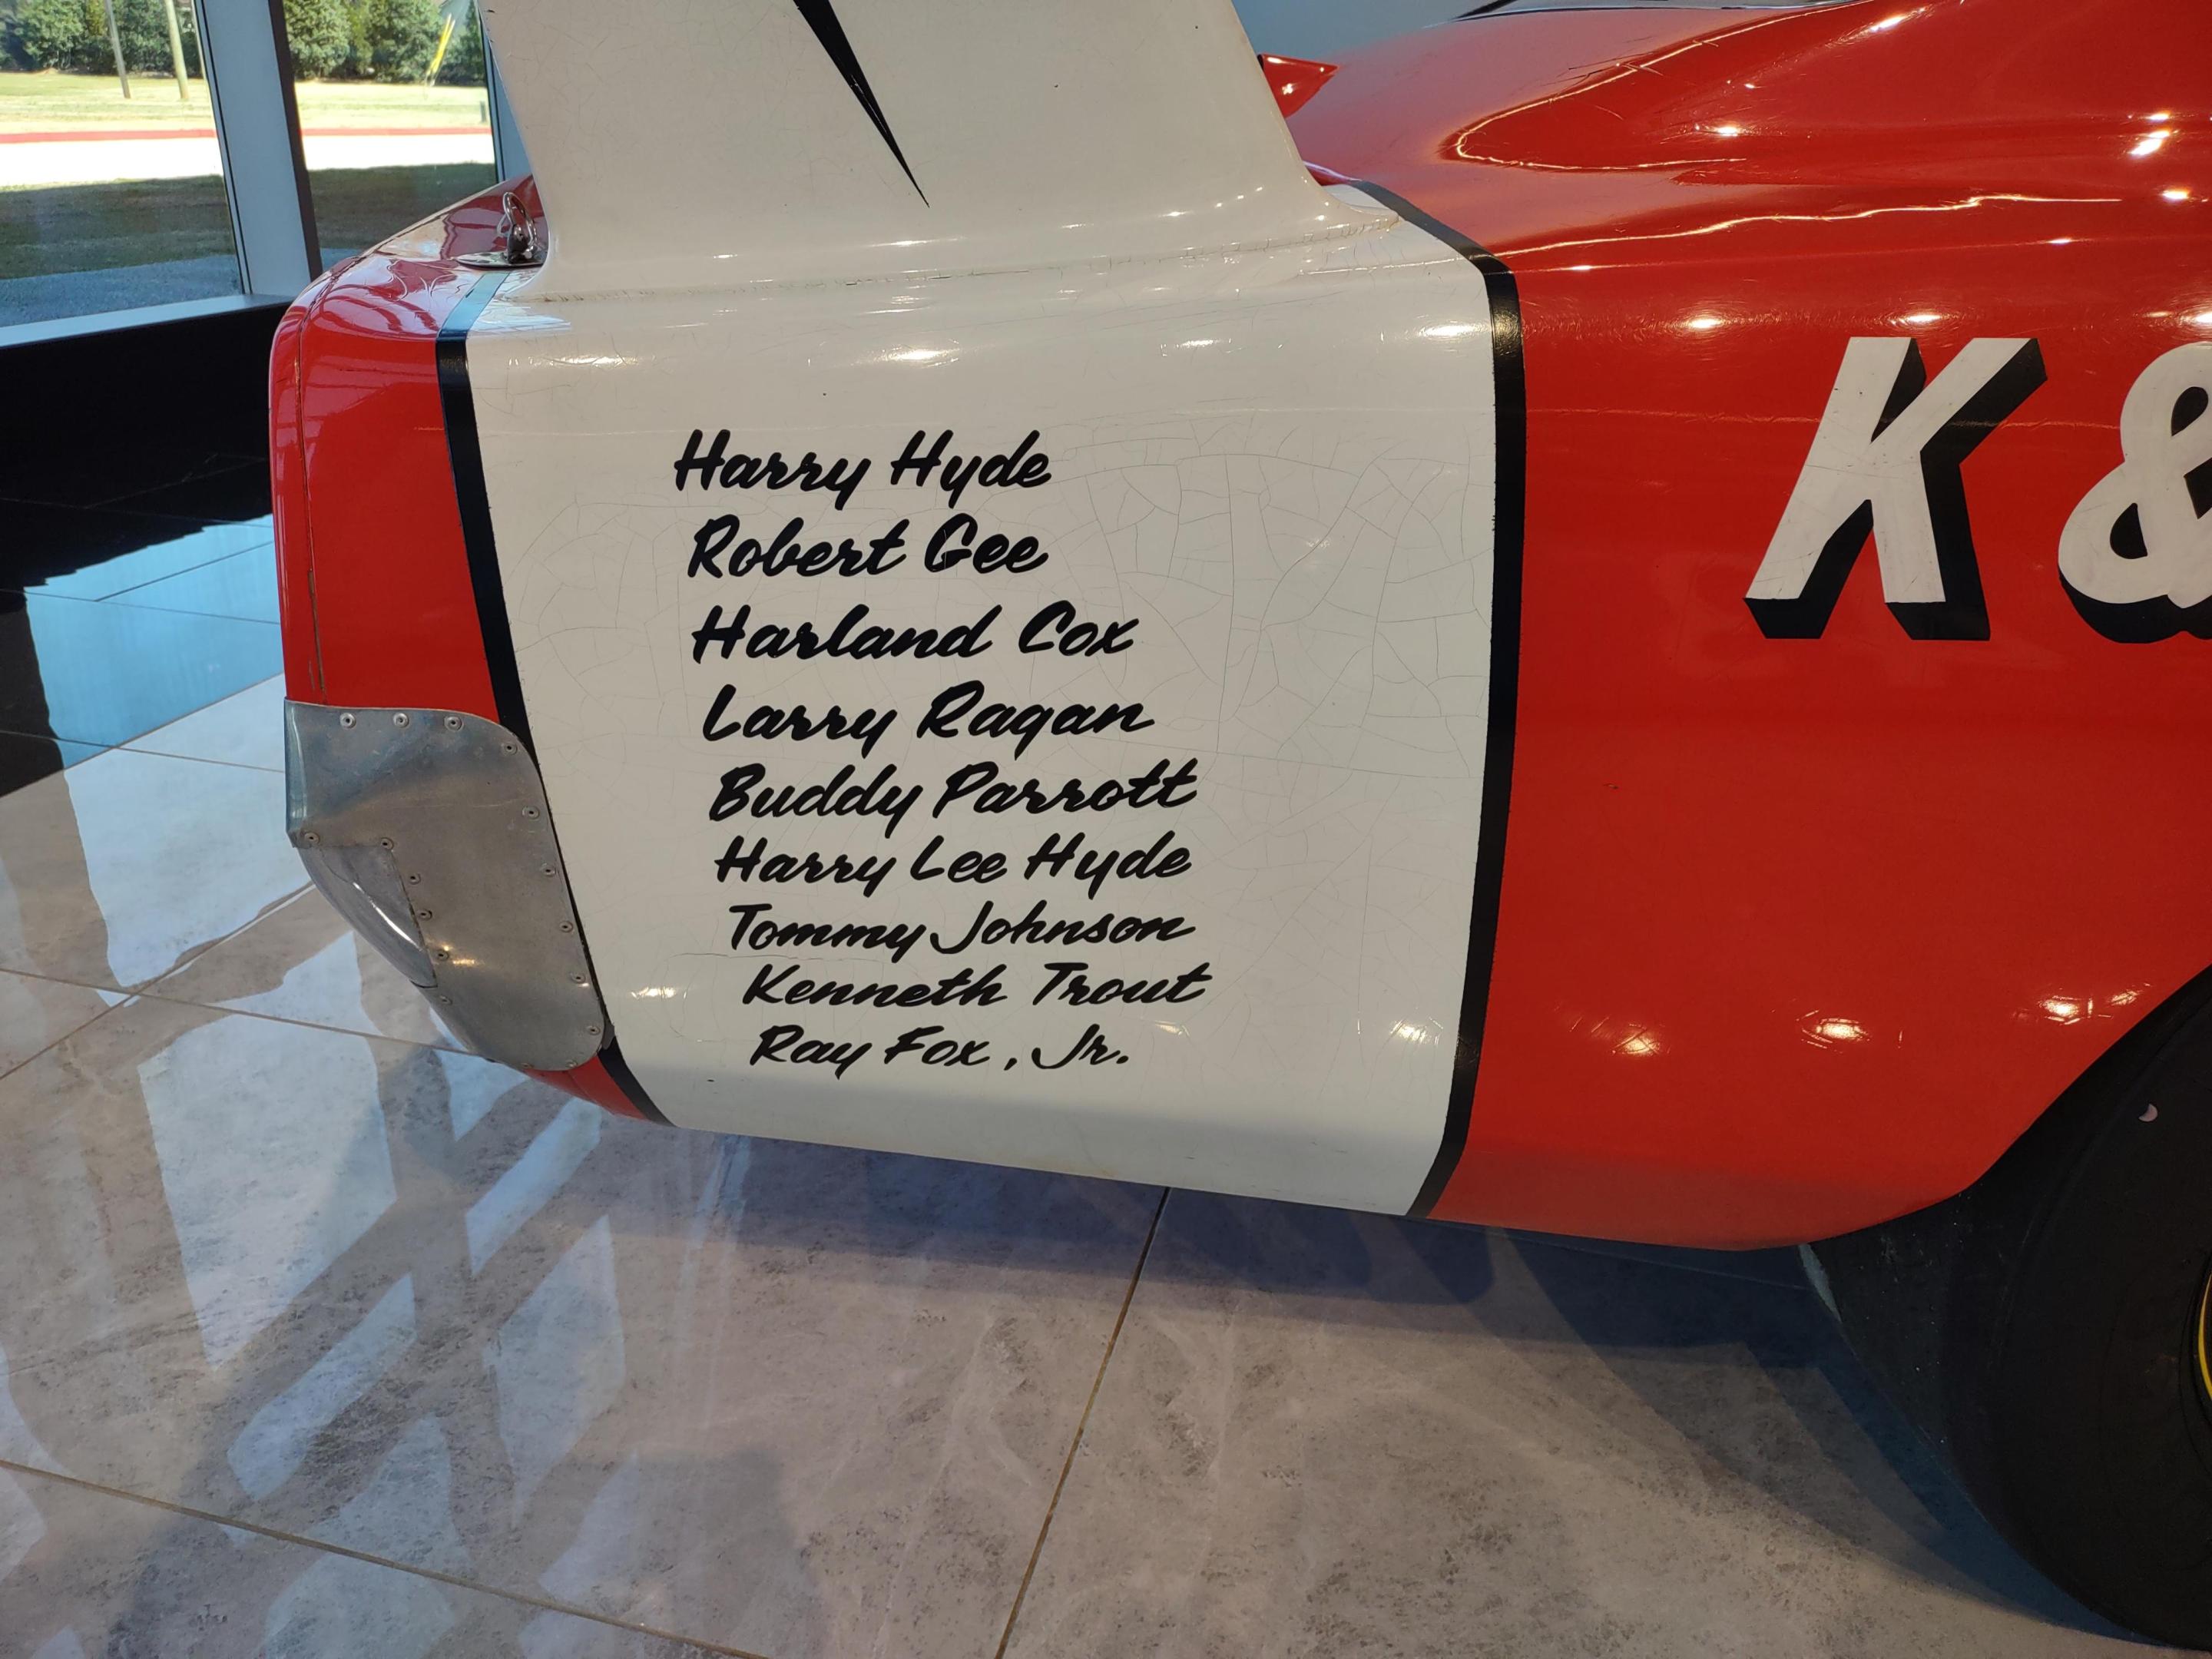 Harry Hyde
Robert Gee
Harland Cox
Larry Ragan
Buddy Parrott
Harry Lee Hyde
Tommy Johnson
Kenneth Trout
Ray Fox, Jr.
K &